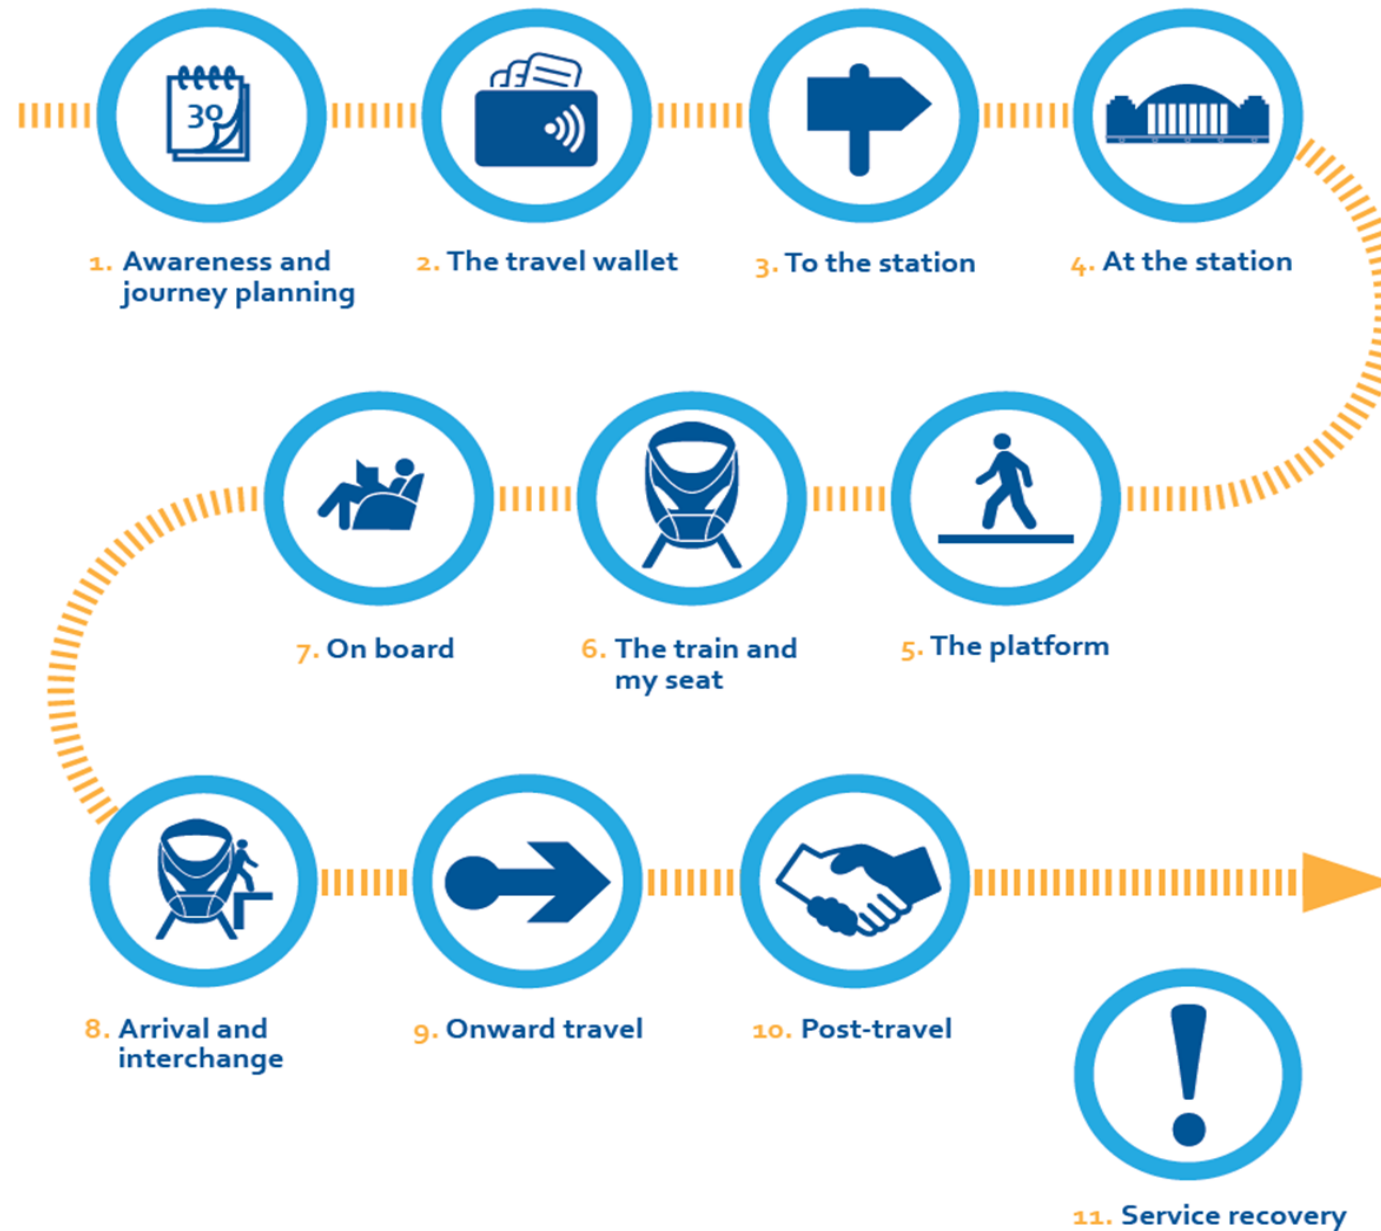 30
1. Awareness and
journey planning
2. The travel wallet
3. To the station
4. At the station
5. The platform
6. The train and
my seat
7. On board
8. Arrival and
interchange
9. Onward travel
10. Post-travel
11. Service recovery